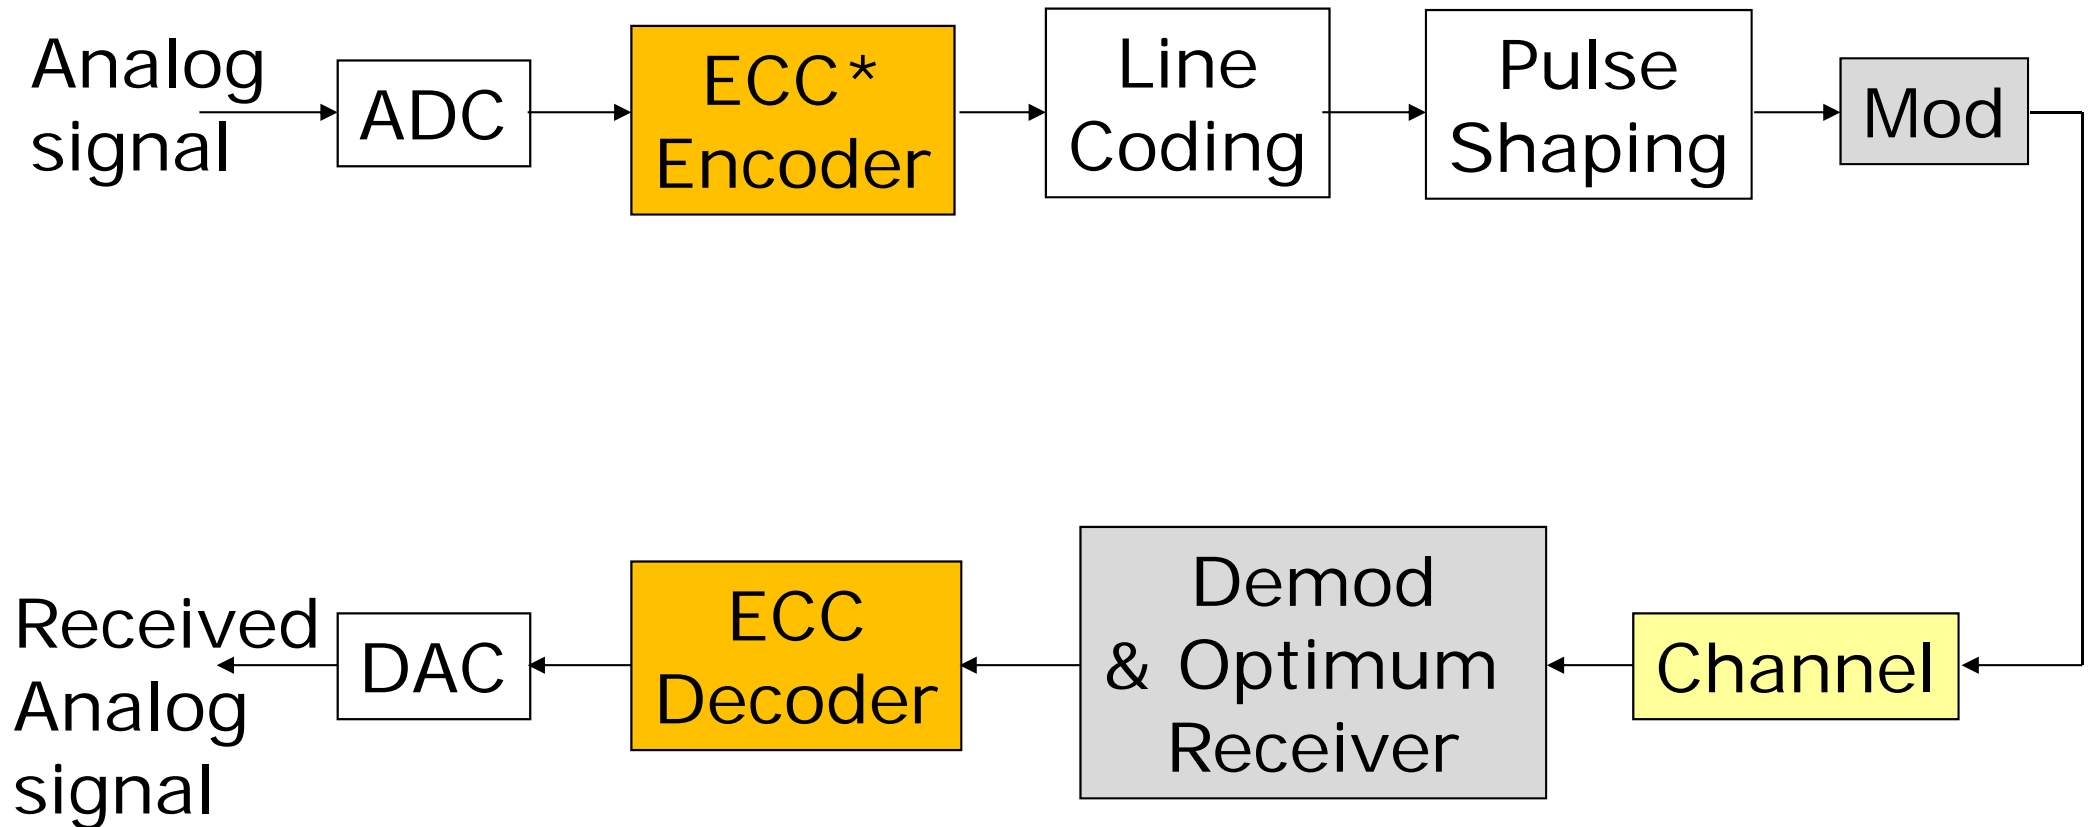 Analog
signal
ADC
ECC*
Encoder
Line
Coding
Pulse
Shaping
Mod
Received
Analog
signal
DAC
ECC
Decoder
Demod
& Optimum
Receiver
Channel